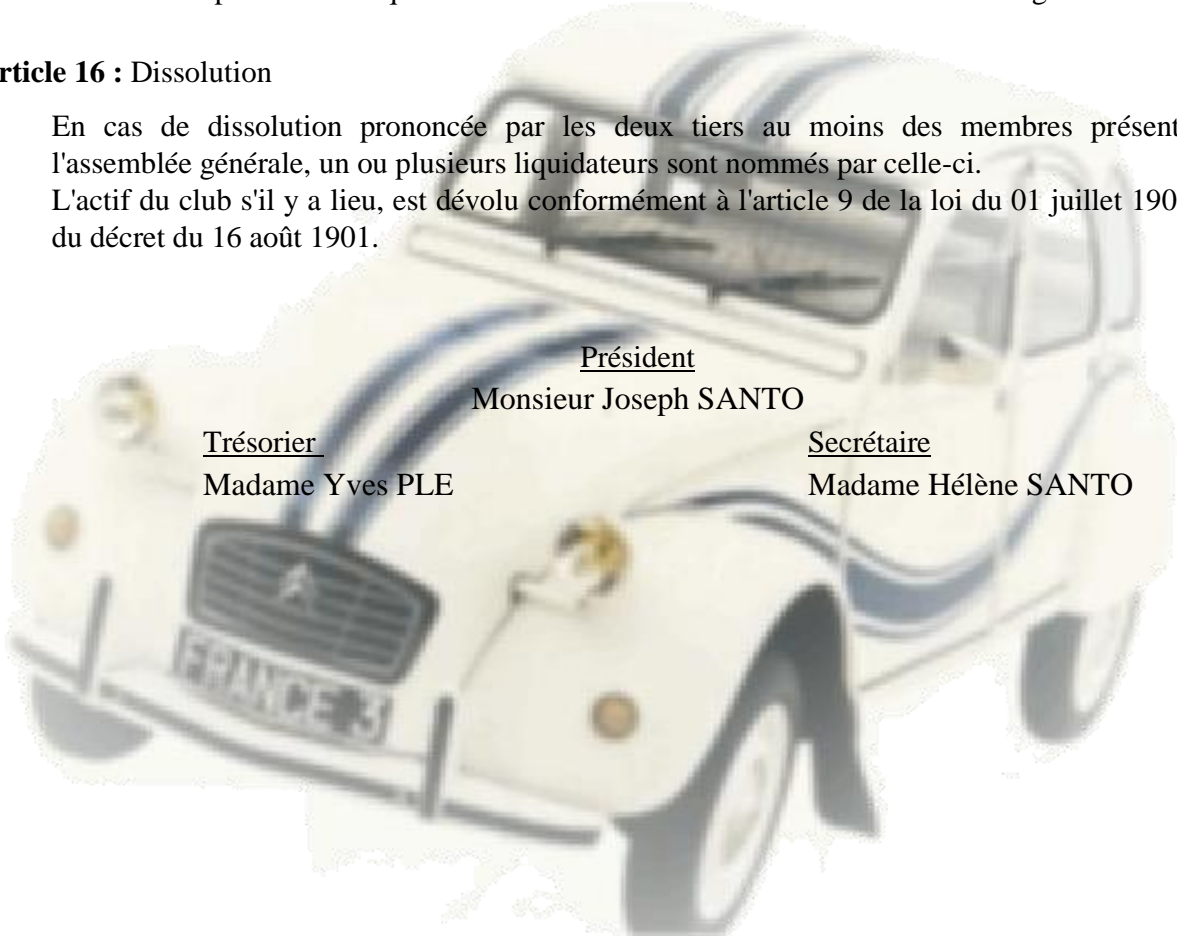 rticle 16 : Dissolution
En cas de dissolution prononcée par les deux tiers au moins des membres présent
l'assemblée générale, un ou plusieurs liquidateurs sont nommés par celle-ci.
L'actif du club s'il y a lieu, est dévolu conformément à l'article 9 de la loi du 01 juillet 190
du décret du 16 août 1901.
Président
Monsieur Joseph SANTO
Trésorier
Secrétaire
Madame Yves PLE
Madame Hélène SANTO
FRANCE 3